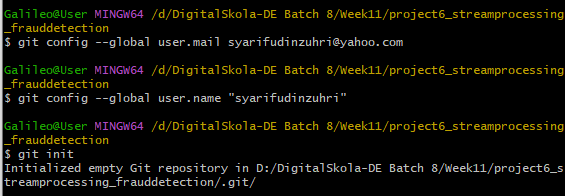 Galileo@User MINGW64 /d/DigitalSkola-DE Batch 8/Week11/project6_streamprocessing
_frauddetection
$ git config --global user.mail syarifudinzuhri@yahoo.com
Galileo@User MINGW64 /d/DigitalSkola-DE Batch 8/Week11/project6_streamprocessing
_frauddetection
$ git config --global user.name "syarifudinzuhri"
Galileo@User MINGW64 /d/DigitalSkola-DE Batch 8/Week11/project6_streamprocessing
_frauddetection
$ git init
Initialized empty Git repository in D:/DigitalSkola-DE Batch 8/Week11/project6_s
treamprocessing_frauddetection/.git/